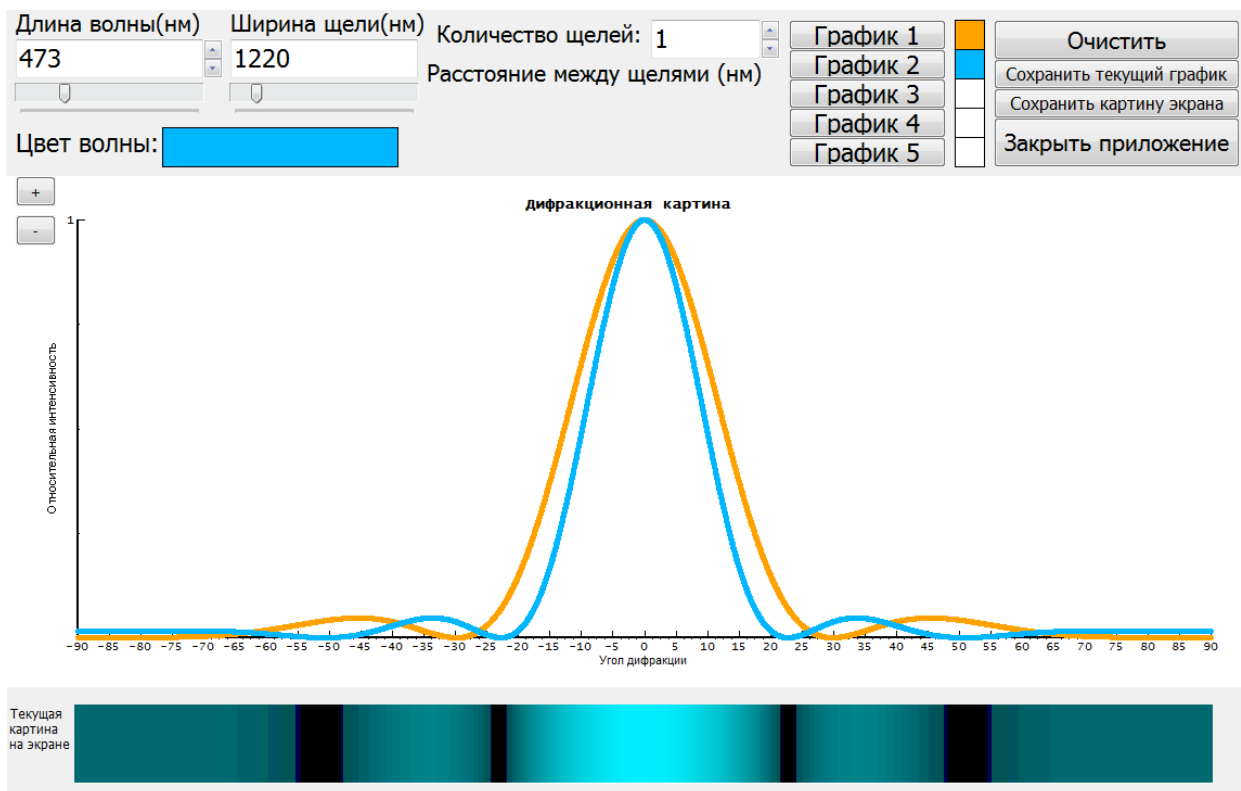 Длина волны(нм) Ширина щели(нм)
473 1220
Количество щелей: 1
Расстояние между щелями (нм)
Цвет волны:
График 1
График 2
График 3
График 4
График 5
Очистить
Сохранить текущий график
Сохранить картину экрана
Закрыть приложение
+
-
Дифракционная картина
1
Относительная интенсивность
-90 -85 -80 -75 -70 -65 -60 -55 -50 -45 -40 -35 -30 -25 -20 -15 -10 -5 0 5 10 15 20 25 30 35 40 45 50 55 60 65 70 75 80 85 90
Угол дифракции
Текущая
картина
на экране